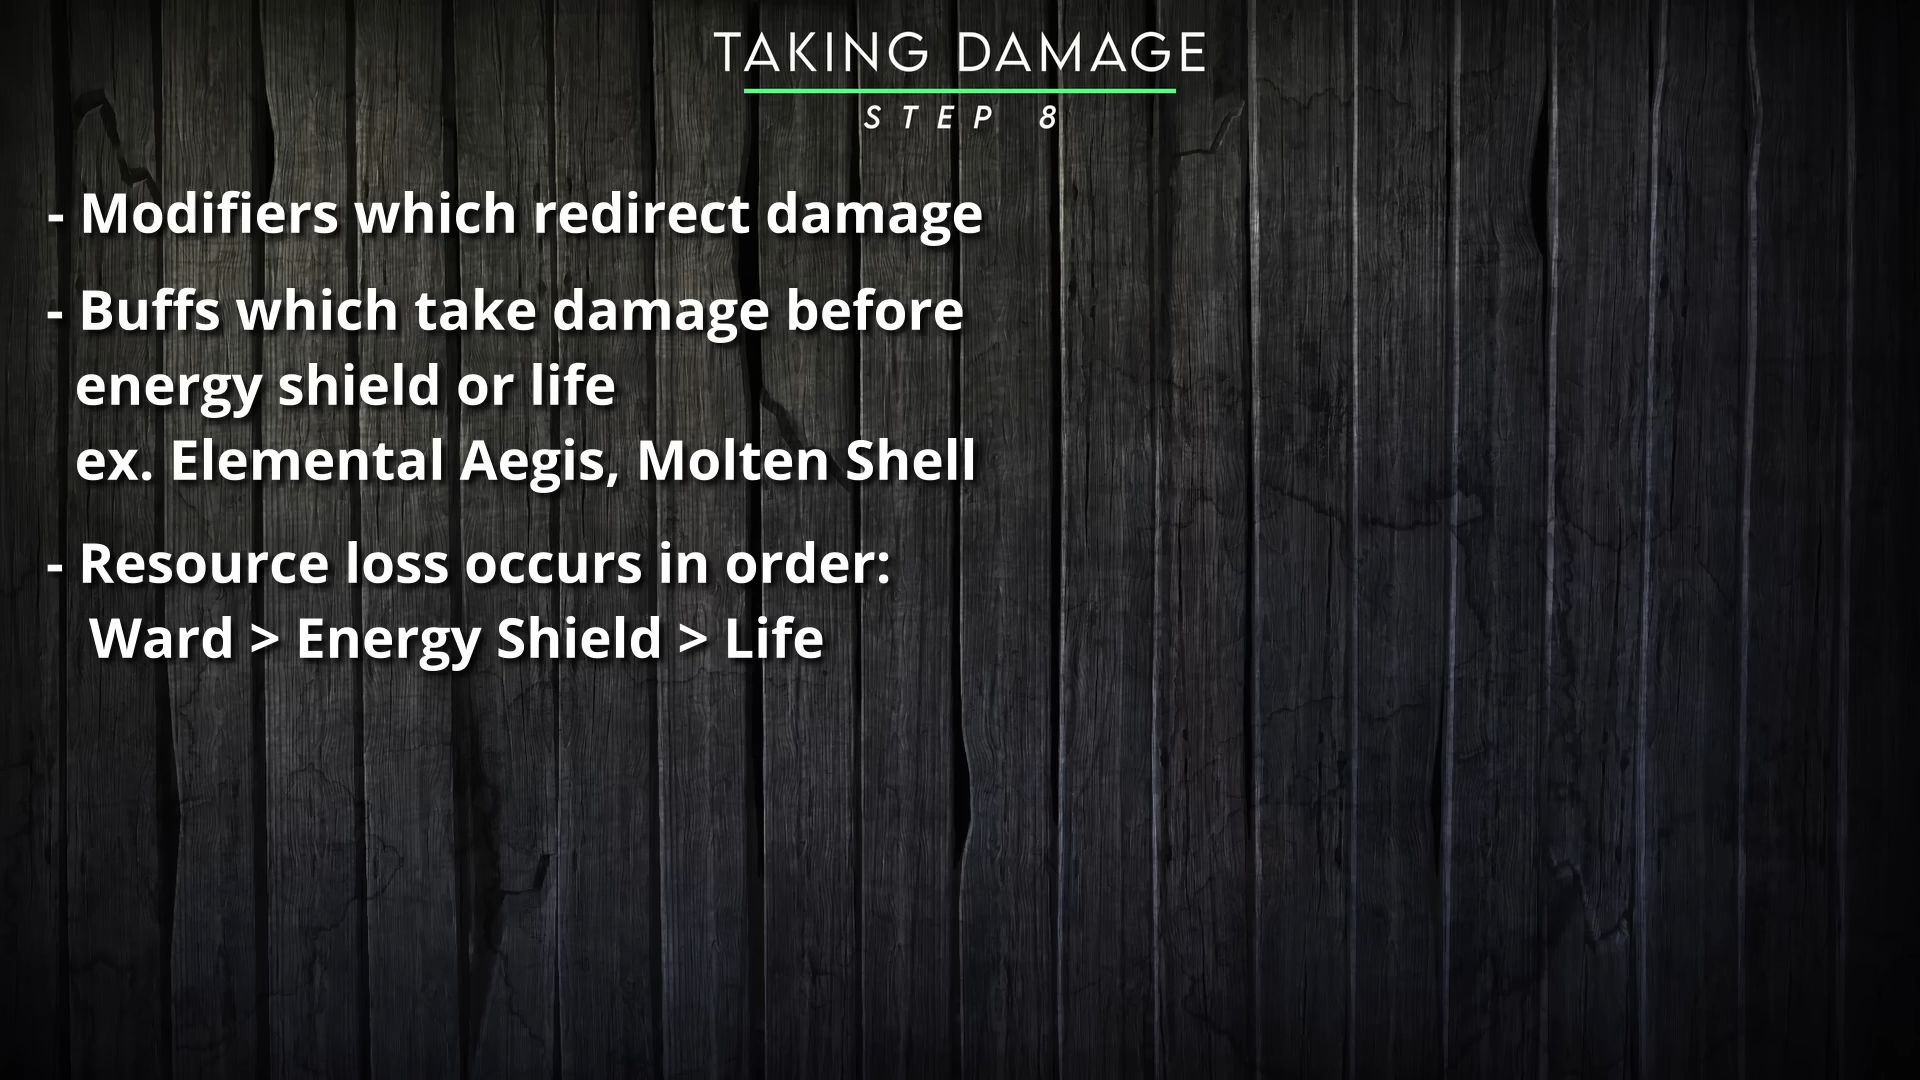 TAKING DAMAGE
STEP 8
- Modifiers which redirect damage
- Buffs which take damage before
energy shield or life
ex. Elemental Aegis, Molten Shell
- Resource loss occurs in order:
Ward > Energy Shield > Life